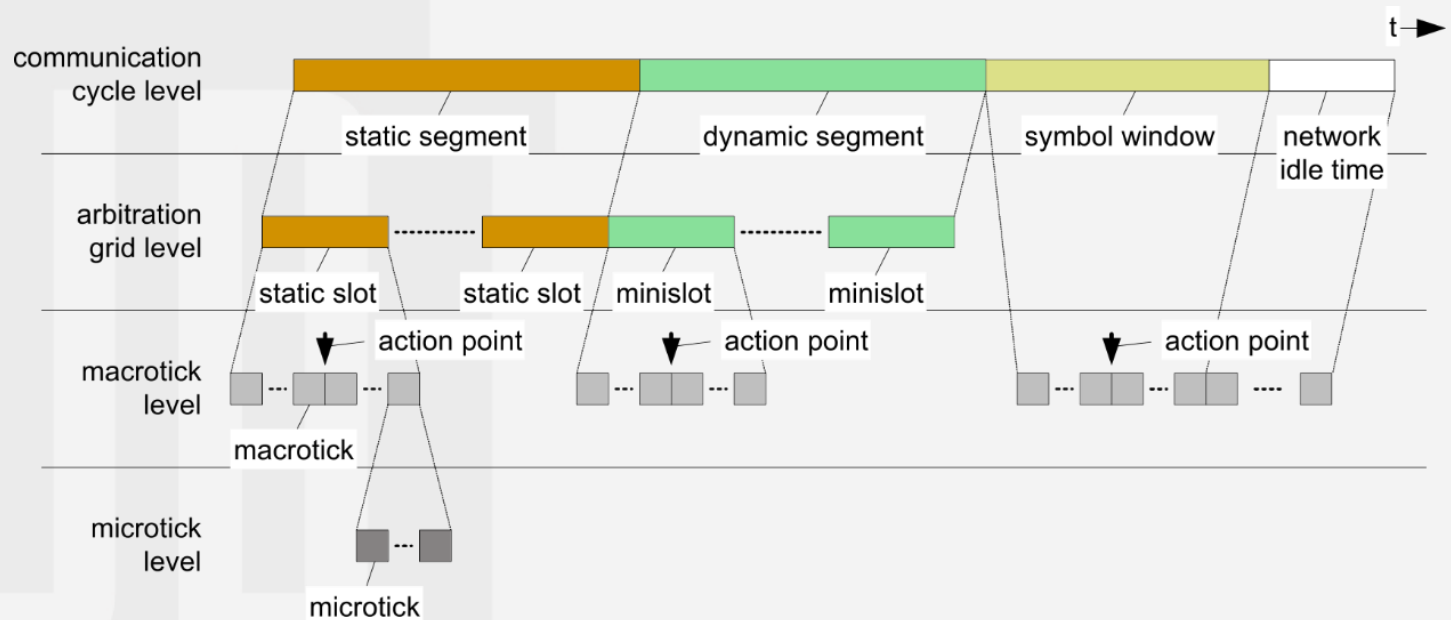 t
communication
cycle level
static segment
dynamic segment
symbol window
network
idle time
arbitration
grid level
static slot
static slot
minislot
minislot
action point
action point
action point
macrotick
level
macrotick
microtick
level
microtick